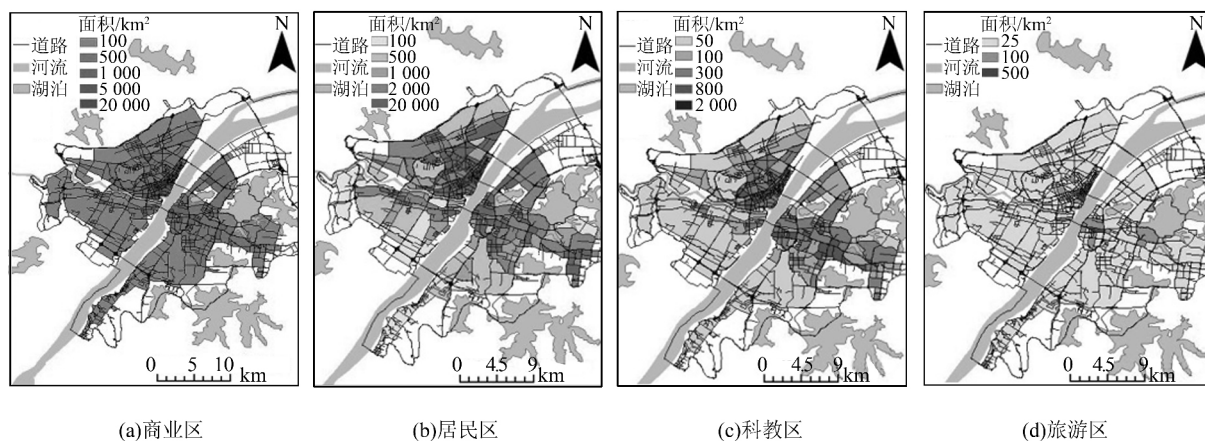 面积/km²
道路
河流
湖泊
100
500
1 000
5 000
20 000
N
0 5 10
km
(a)商业区
面积/km²
道路
河流
湖泊
100
500
1 000
2 000
20 000
N
0 4.5 9
km
(b)居民区
面积/km²
道路
河流
湖泊
50
100
300
800
2 000
N
0 4.5 9
km
(c)科教区
面积/km²
道路
河流
湖泊
25
100
500
N
0 4.5 9
km
(d)旅游区